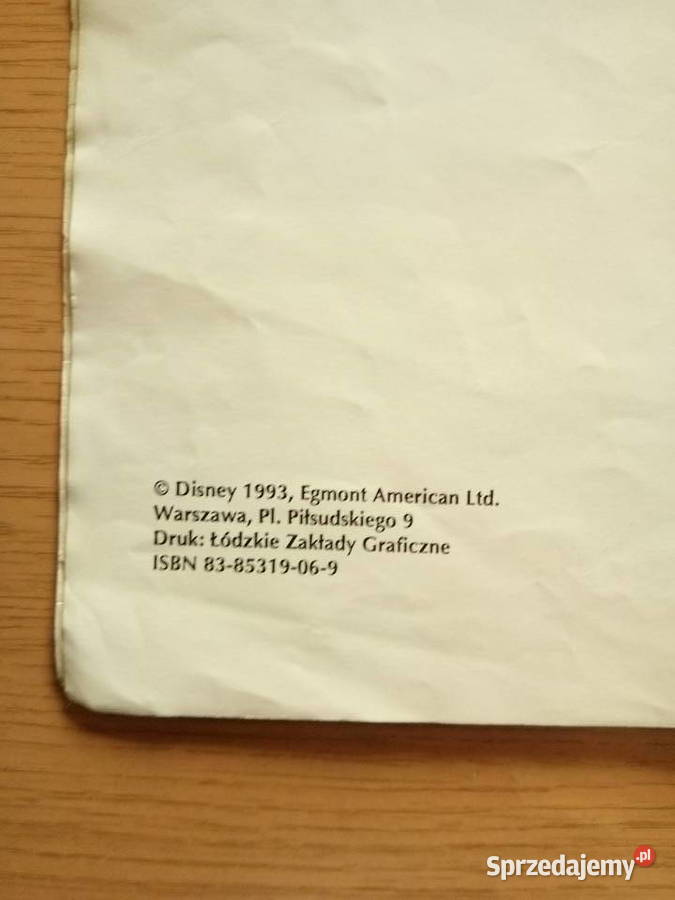 © Disney 1993, Egmont American Ltd.
Warszawa, Pl. Piłsudskiego 9
Druk: Łódzkie Zakłady Graficzne
ISBN 83-85319-06-9
Sprzedajemy.pl